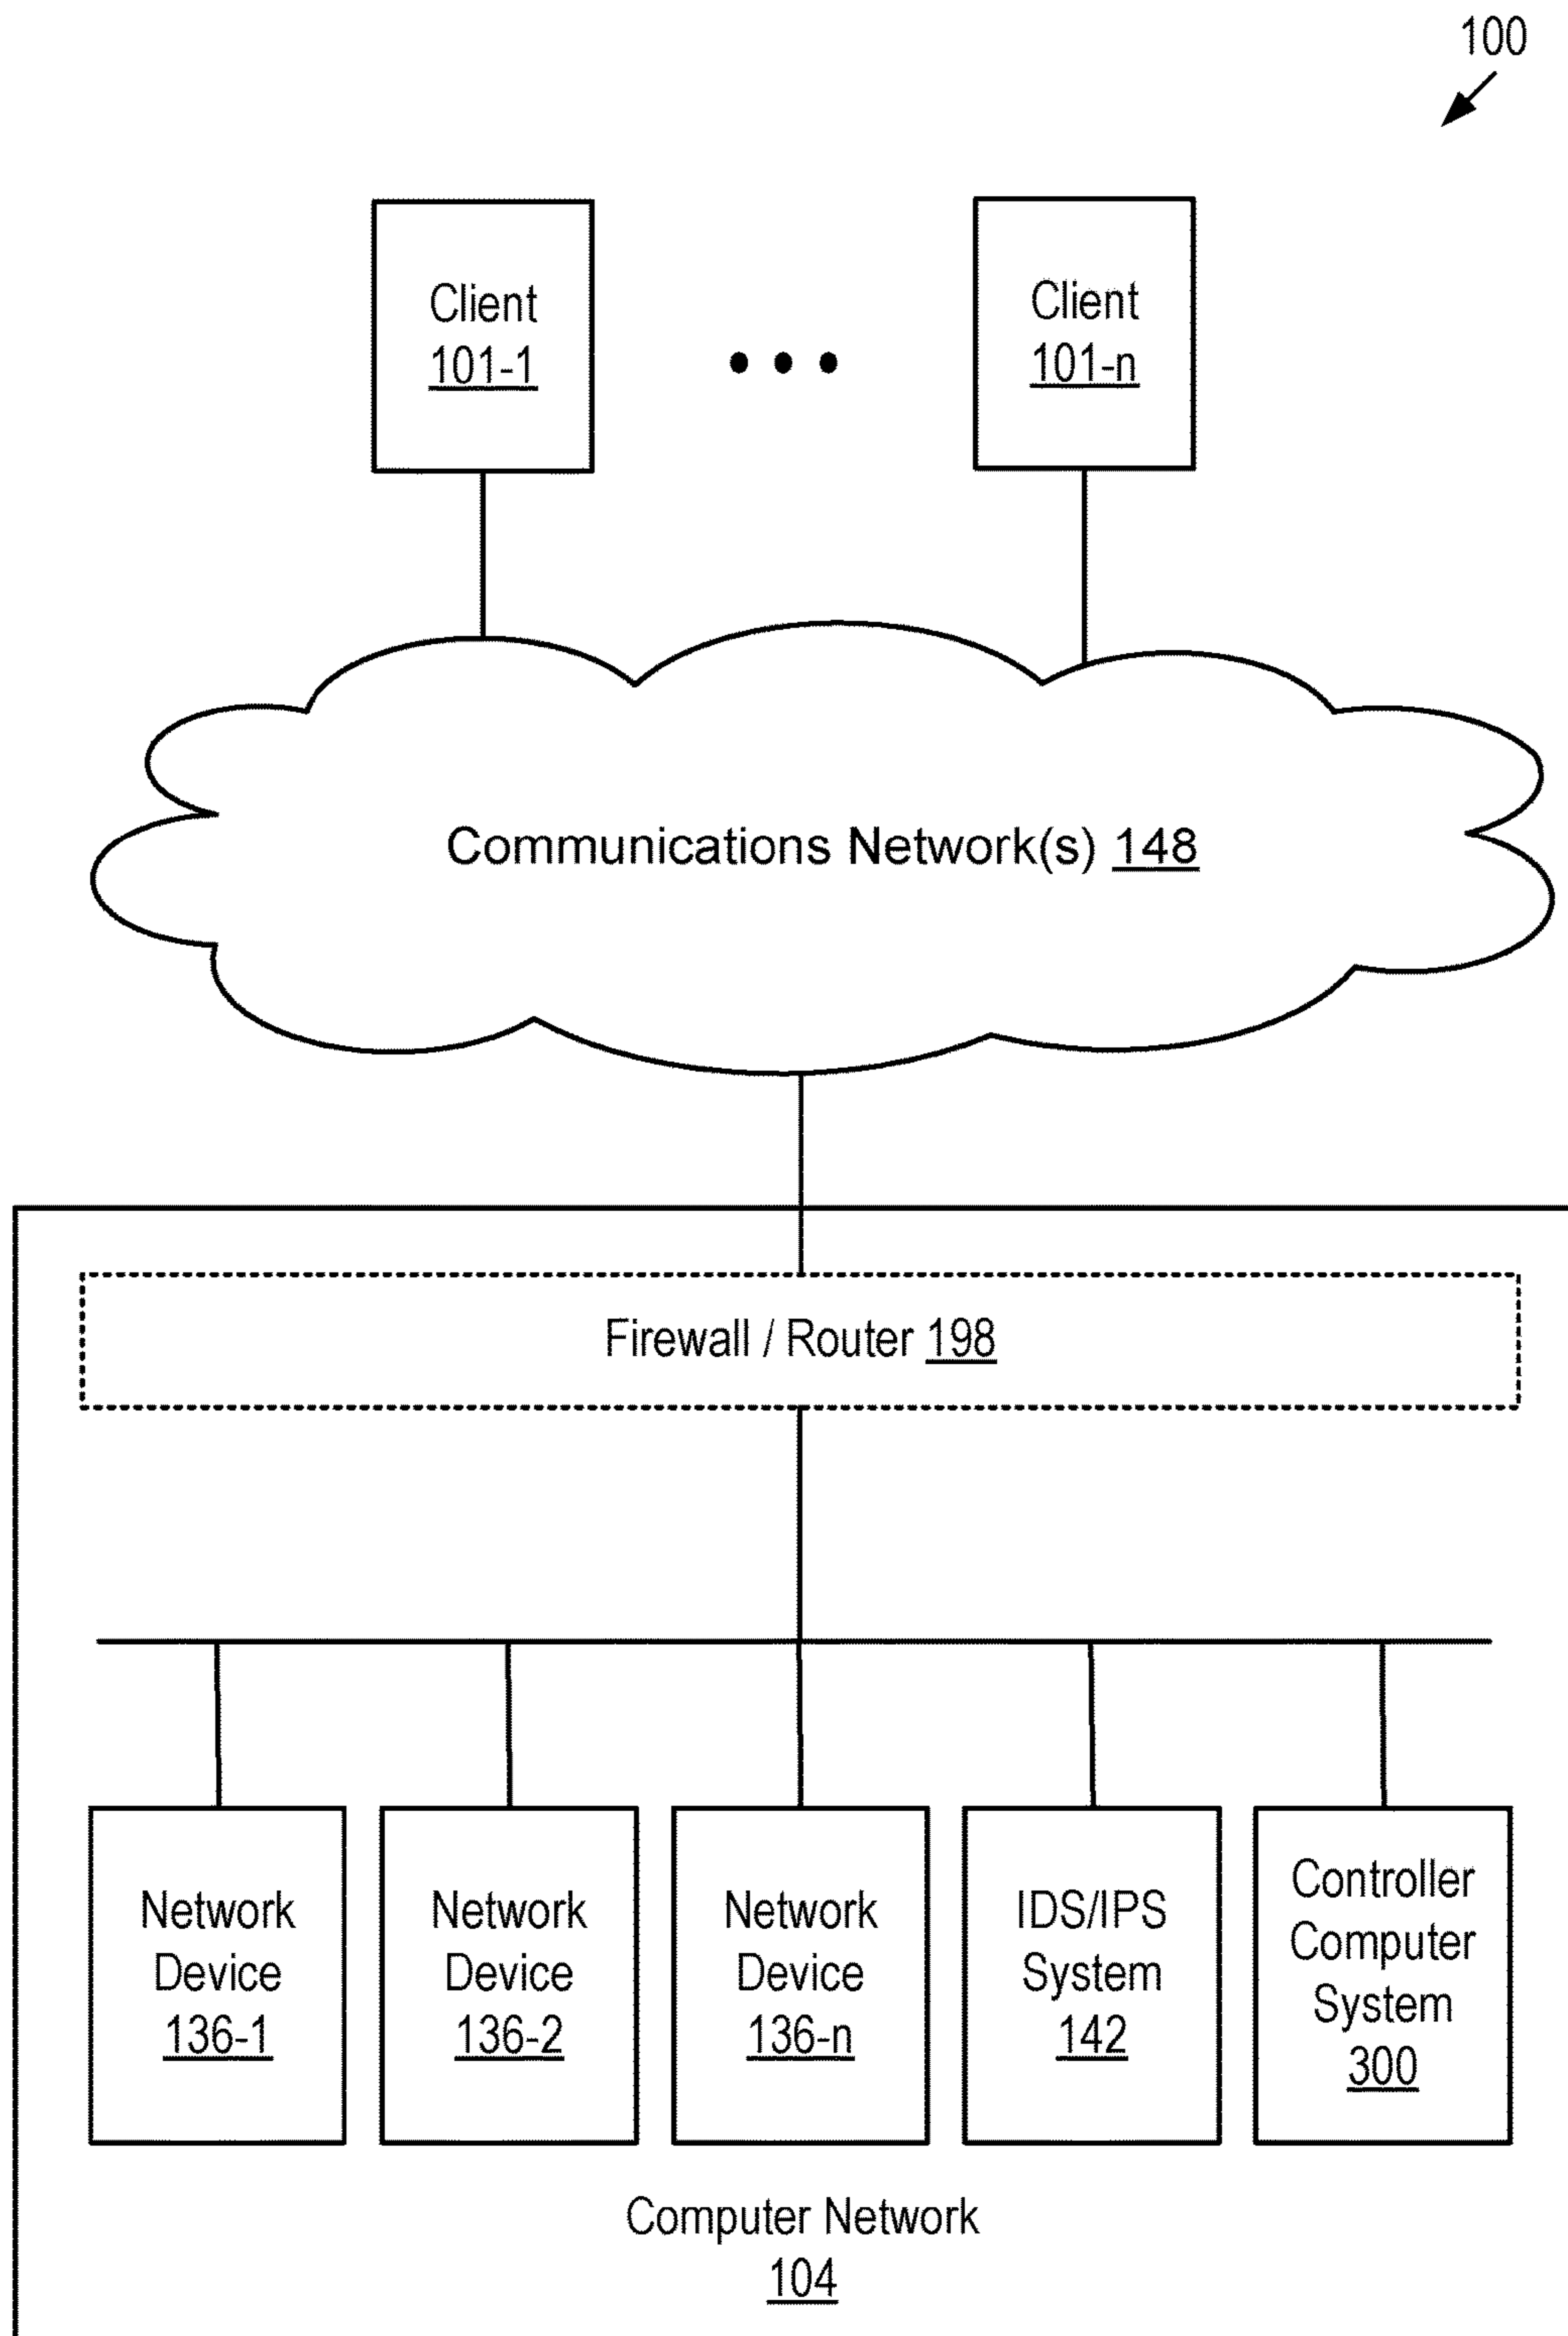 100
Client
101-1
Client
101-n
Communications Network(s) 148
Firewall / Router 198
Network
Device
136-1
Network
Device
136-2
Network
Device
136-n
IDS/IPS
System
142
Controller
Computer
System
300
Computer Network
104